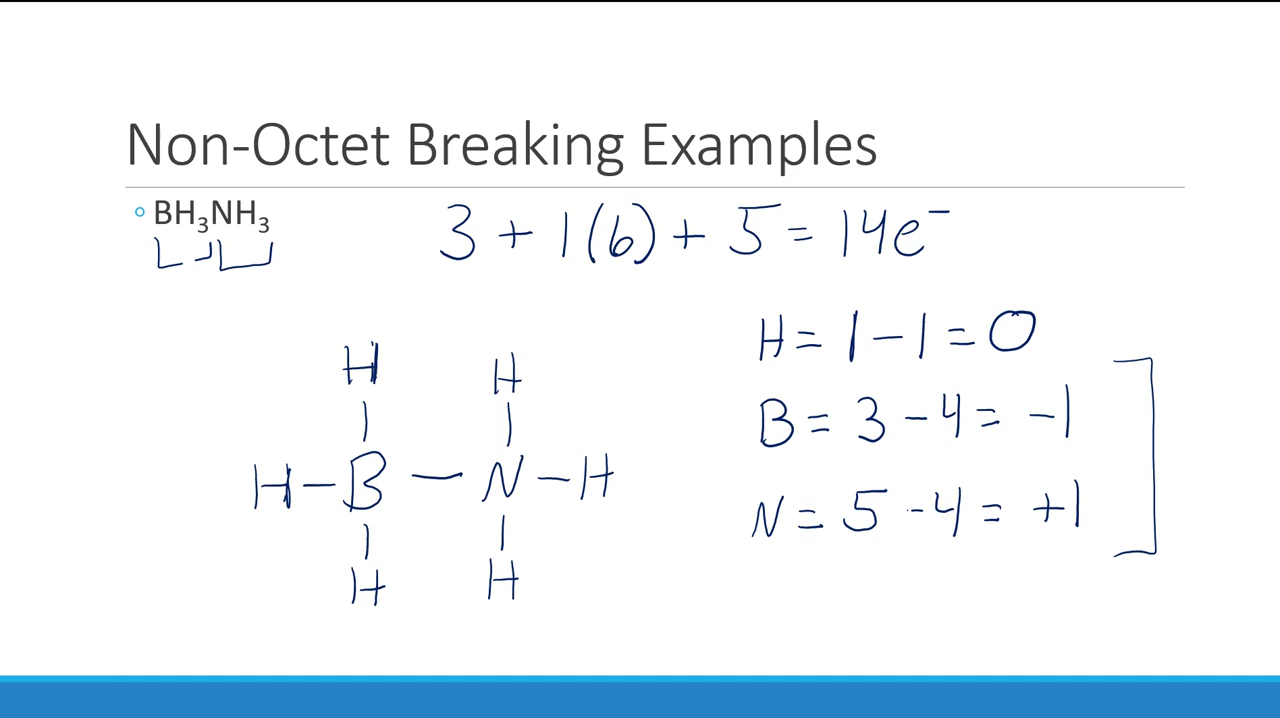 Non-Octet Breaking Examples
BH₃NH₃ 3 + 1(6) + 5 = 14e⁻
H = 1 - 1 = 0
B = 3 - 4 = -1
N = 5 - 4 = +1
H H
H-B-N-H
H H